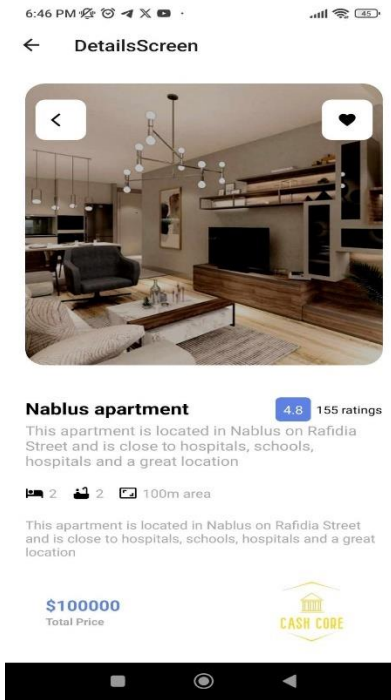 6:46 PM
45
DetailsScreen
Nablus apartment
4.8 155 ratings
This apartment is located in Nablus on Rafidia
Street and is close to hospitals, schools,
hospitals and a great location
2 2 100m area
This apartment is located in Nablus on Rafidia Street
and is close to hospitals, schools, hospitals and a great
location
$100000
Total Price
CASH CODE